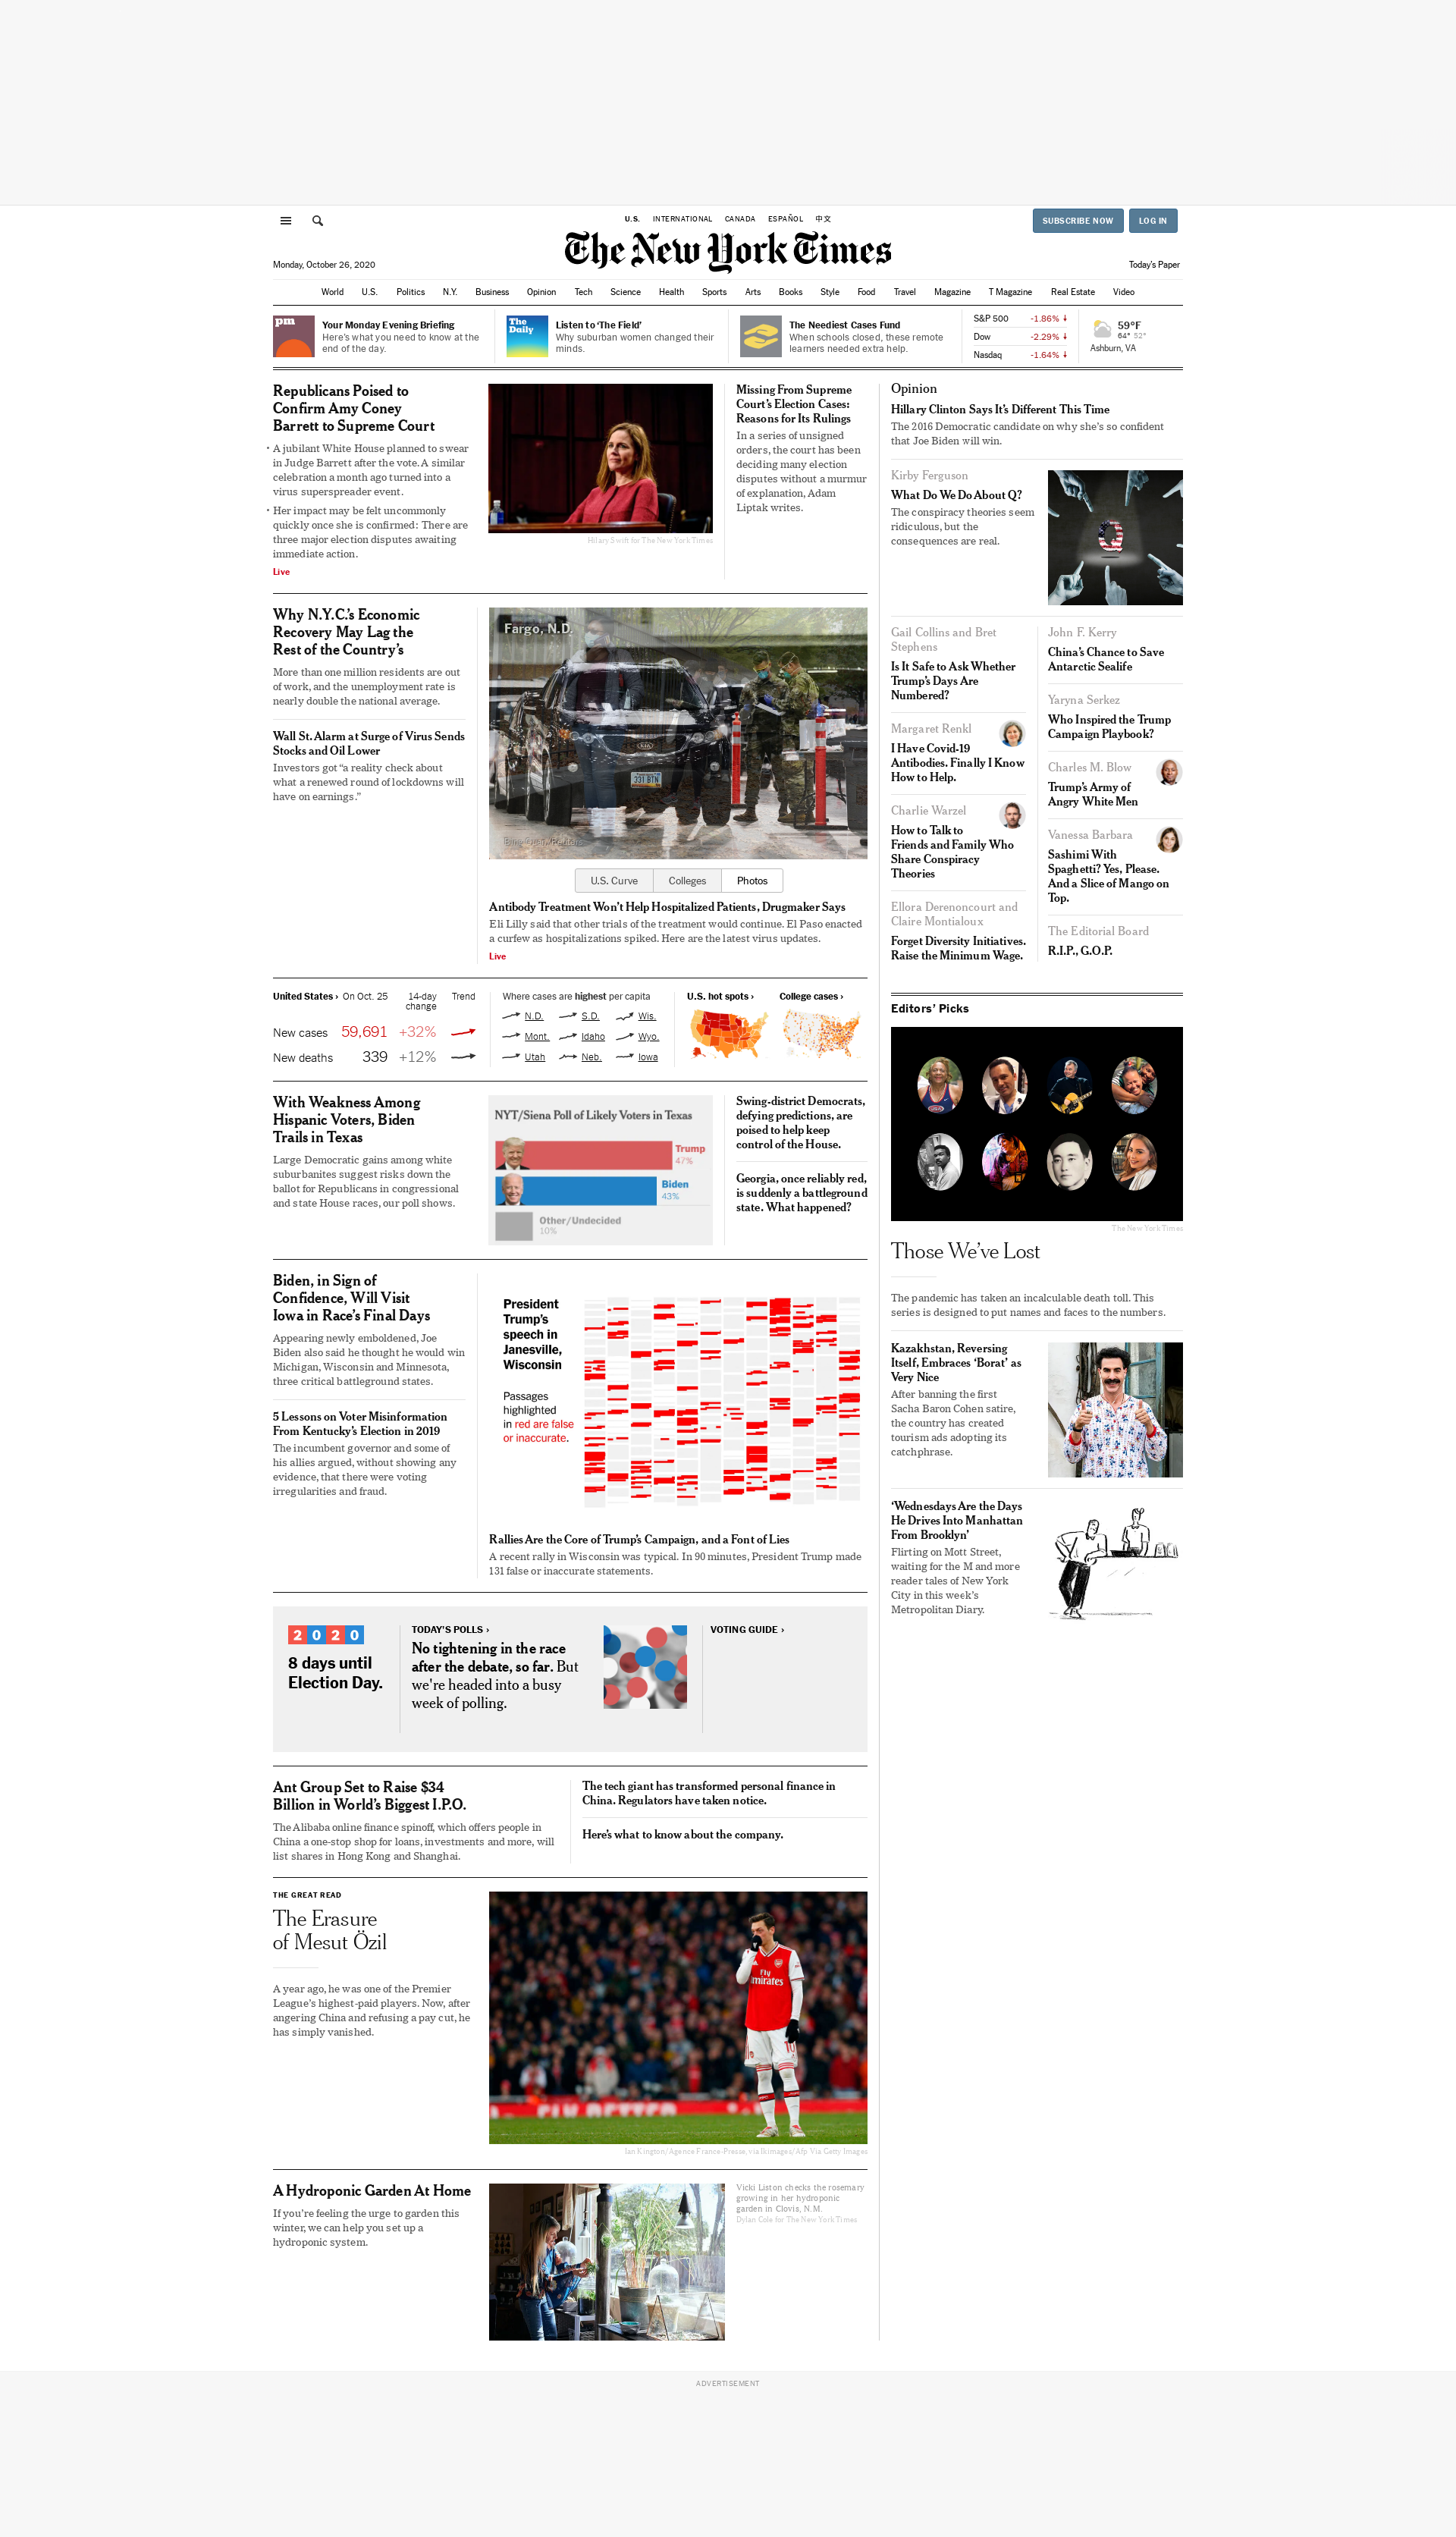 U.S. INTERNATIONAL CANADA ESPAÑOL 中文
SUBSCRIBE NOW LOG IN
The New York Times
Monday, October 26, 2020
Today's Paper
World U.S. Politics N.Y. Business Opinion Tech Science Health Sports Arts Books Style Food Travel Magazine T Magazine Real Estate Video
pm
Your Monday Evening Briefing
Here's what you need to know at the
end of the day.
The
Daily
Listen to ‘The Field’
Why suburban women changed their
minds.
The Neediest Cases Fund
When schools closed, these remote
learners needed extra help.
S&P 500 -1.86%
Dow -2.29%
Nasdaq -1.64%
59°F
64° 52°
Ashburn, VA
Republicans Poised to
Confirm Amy Coney
Barrett to Supreme Court
• A jubilant White House planned to swear
in Judge Barrett after the vote. A similar
celebration a month ago turned into a
virus superspreader event.
• Her impact may be felt uncommonly
quickly once she is confirmed: There are
three major election disputes awaiting
immediate action.
Live
Hilary Swift for The New York Times
Missing From Supreme
Court's Election Cases:
Reasons for Its Rulings
In a series of unsigned
orders, the court has been
deciding many election
disputes without a murmur
of explanation, Adam
Liptak writes.
Why N.Y.C.'s Economic
Recovery May Lag the
Rest of the Country's
More than one million residents are out
of work, and the unemployment rate is
nearly double the national average.
Wall St. Alarm at Surge of Virus Sends
Stocks and Oil Lower
Investors got “a reality check about
what a renewed round of lockdowns will
have on earnings.”
Fargo, N.D.
KIA
331 BTN
U.S. Curve Colleges Photos
Antibody Treatment Won't Help Hospitalized Patients, Drugmaker Says
Eli Lilly said that other trials of the treatment would continue. El Paso enacted
a curfew as hospitalizations spiked. Here are the latest virus updates.
Live
United States › On Oct. 25 14-day
change Trend
New cases 59,691 +32%
New deaths 339 +12%
Where cases are highest per capita
N.D. S.D. Wis.
Mont. Idaho Wyo.
Utah Neb. Iowa
U.S. hot spots › College cases ›
With Weakness Among
Hispanic Voters, Biden
Trails in Texas
Large Democratic gains among white
suburbanites suggest risks down the
ballot for Republicans in congressional
and state House races, our poll shows.
NYT/Siena Poll of Likely Voters in Texas
Trump
47%
Biden
43%
Other/Undecided
10%
Swing-district Democrats,
defying predictions, are
poised to help keep
control of the House.
Georgia, once reliably red,
is suddenly a battleground
state. What happened?
Biden, in Sign of
Confidence, Will Visit
Iowa in Race's Final Days
Appearing newly emboldened, Joe
Biden also said he thought he would win
Michigan, Wisconsin and Minnesota,
three critical battleground states.
5 Lessons on Voter Misinformation
From Kentucky's Election in 2019
The incumbent governor and some of
his allies argued, without showing any
evidence, that there were voting
irregularities and fraud.
President
Trump's
speech in
Janesville,
Wisconsin
Passages
highlighted
in red are false
or inaccurate.
Rallies Are the Core of Trump's Campaign, and a Font of Lies
A recent rally in Wisconsin was typical. In 90 minutes, President Trump made
131 false or inaccurate statements.
2020
8 days until
Election Day.
TODAY'S POLLS ›
No tightening in the race
after the debate, so far. But
we're headed into a busy
week of polling.
VOTING GUIDE ›
Ant Group Set to Raise $34
Billion in World's Biggest I.P.O.
The Alibaba online finance spinoff, which offers people in
China a one-stop shop for loans, investments and more, will
list shares in Hong Kong and Shanghai.
The tech giant has transformed personal finance in
China. Regulators have taken notice.
Here's what to know about the company.
THE GREAT READ
The Erasure
of Mesut Özil
A year ago, he was one of the Premier
League's highest-paid players. Now, after
angering China and refusing a pay cut, he
has simply vanished.
Fly
Emirates
10
Ian Kington/Agence France-Presse, via Ikimages/Afp Via Getty Images
A Hydroponic Garden At Home
If you're feeling the urge to garden this
winter, we can help you set up a
hydroponic system.
Vicki Liston checks the rosemary
growing in her hydroponic
garden in Clovis, N.M.
Dylan Cole for The New York Times
Opinion
Hillary Clinton Says It's Different This Time
The 2016 Democratic candidate on why she's so confident
that Joe Biden will win.
Kirby Ferguson
What Do We Do About Q?
The conspiracy theories seem
ridiculous, but the
consequences are real.
Q
Gail Collins and Bret
Stephens
Is It Safe to Ask Whether
Trump's Days Are
Numbered?
Margaret Renkl
I Have Covid-19
Antibodies. Finally I Know
How to Help.
Charlie Warzel
How to Talk to
Friends and Family Who
Share Conspiracy
Theories
Ellora Derenoncourt and
Claire Montialoux
Forget Diversity Initiatives.
Raise the Minimum Wage.
John F. Kerry
China's Chance to Save
Antarctic Sealife
Yaryna Serkez
Who Inspired the Trump
Campaign Playbook?
Charles M. Blow
Trump's Army of
Angry White Men
Vanessa Barbara
Sashimi With
Spaghetti? Yes, Please.
And a Slice of Mango on
Top.
The Editorial Board
R.I.P., G.O.P.
Editors' Picks
The New York Times
Those We've Lost
The pandemic has taken an incalculable death toll. This
series is designed to put names and faces to the numbers.
Kazakhstan, Reversing
Itself, Embraces ‘Borat’ as
Very Nice
After banning the first
Sacha Baron Cohen satire,
the country has created
tourism ads adopting its
catchphrase.
‘Wednesdays Are the Days
He Drives Into Manhattan
From Brooklyn’
Flirting on Mott Street,
waiting for the M and more
reader tales of New York
City in this week's
Metropolitan Diary.
ADVERTISEMENT